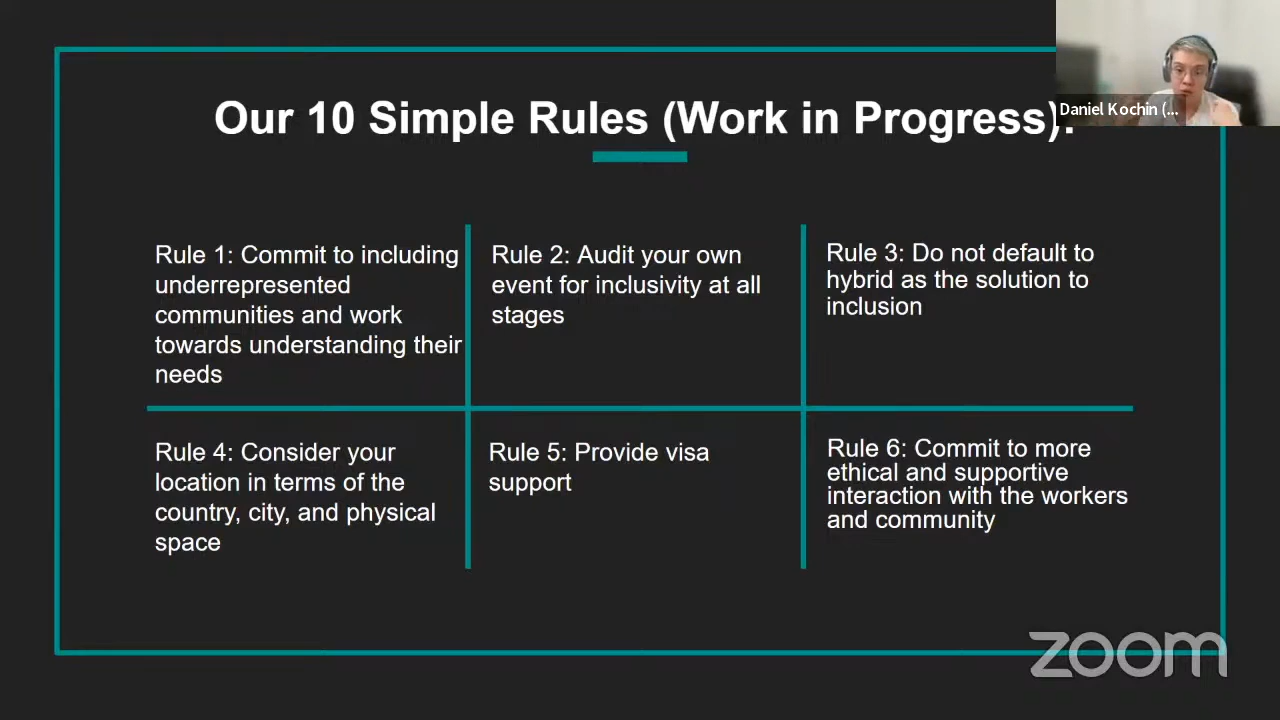 Our 10 Simple Rules (Work in Progress):
Daniel Kochin (...
Rule 1: Commit to including
underrepresented
communities and work
towards understanding their
needs
Rule 2: Audit your own
event for inclusivity at all
stages
Rule 3: Do not default to
hybrid as the solution to
inclusion
Rule 4: Consider your
location in terms of the
country, city, and physical
space
Rule 5: Provide visa
support
Rule 6: Commit to more
ethical and supportive
interaction with the workers
and community
zoom